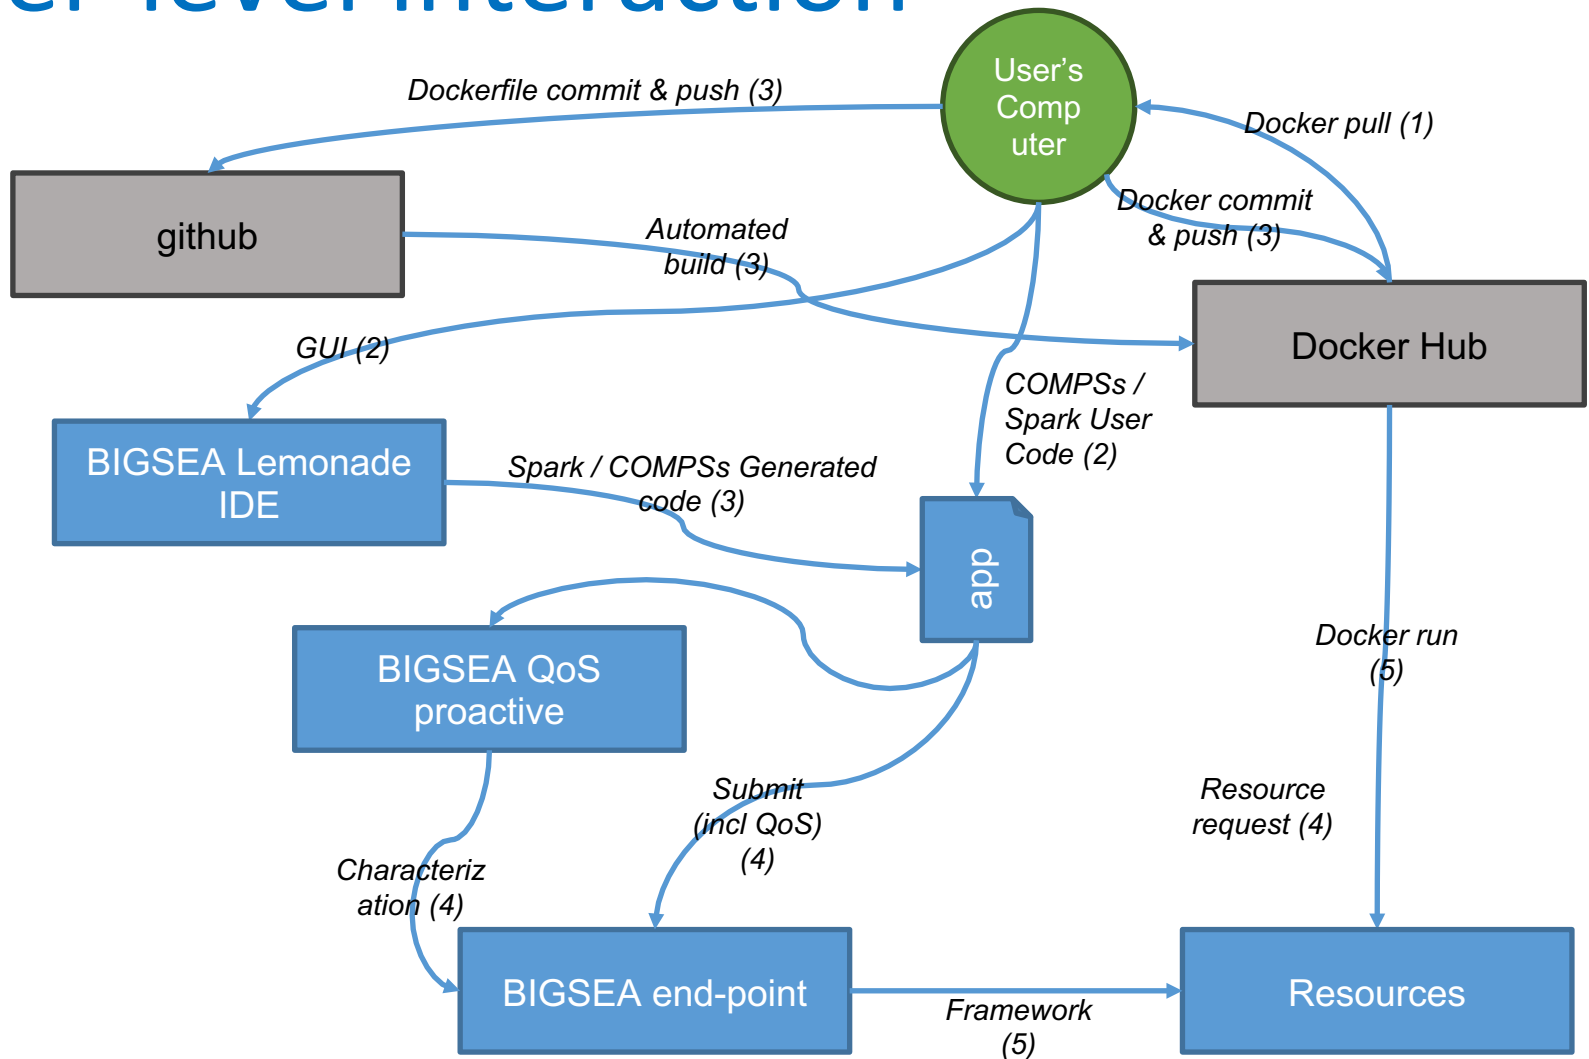 er-level interaction
User's
Comp
uter
Dockerfile commit & push (3)
Docker pull (1)
Docker commit
& push (3)
github
Automated
build (3)
Docker Hub
GUI (2)
COMPSs /
Spark User
Code (2)
BIGSEA Lemonade
IDE
Spark / COMPSs Generated
code (3)
app
BIGSEA QoS
proactive
Docker run
(5)
Submit
(incl QoS)
(4)
Resource
request (4)
Characteriz
ation (4)
BIGSEA end-point
Framework
(5)
Resources